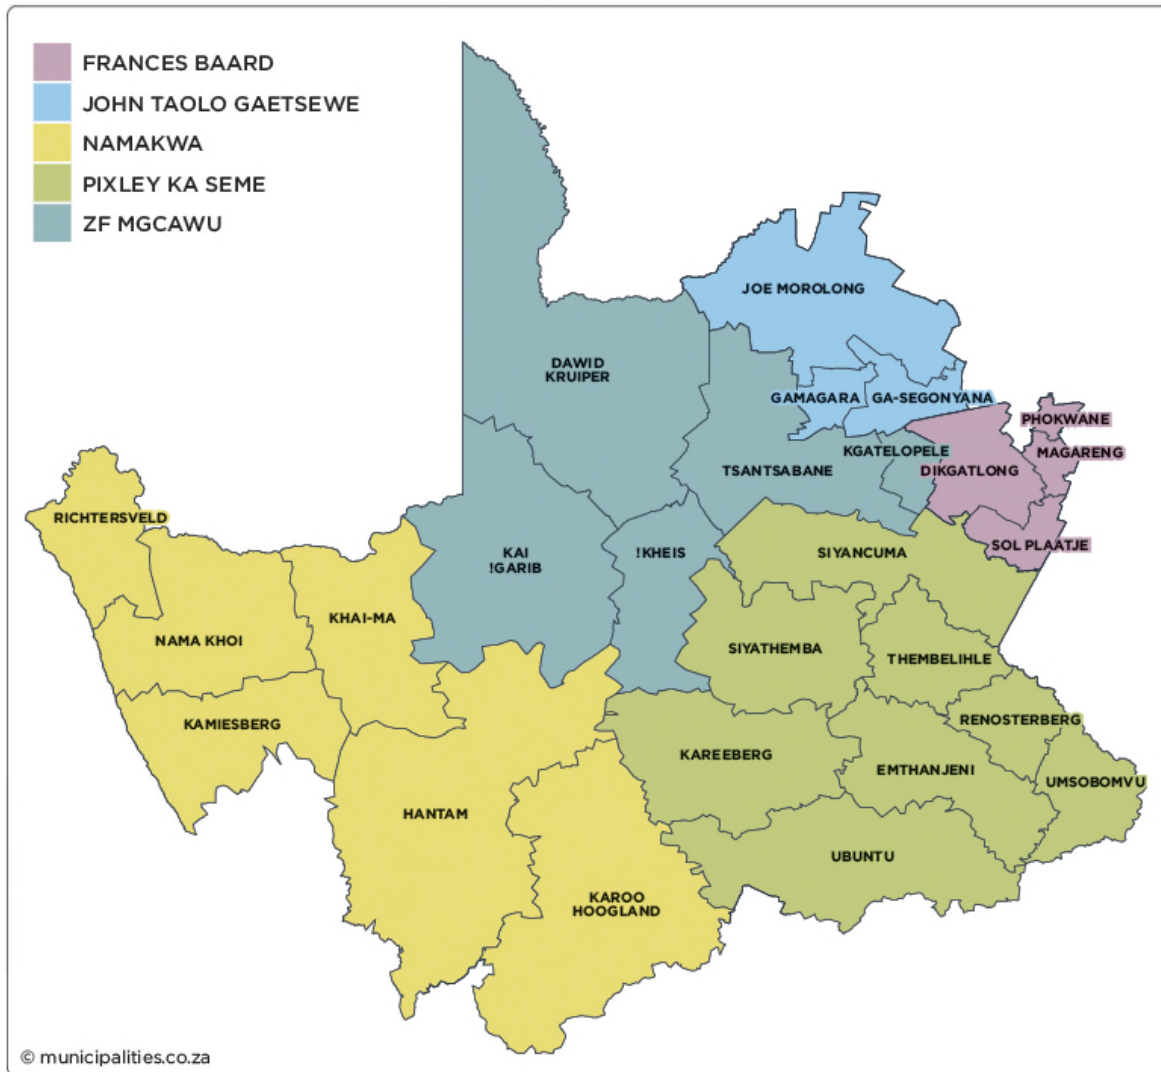 FRANCES BAARD
JOHN TAOLO GAETSEWE
NAMAKWA
PIXLEY KA SEME
ZF MGCAWU
JOE MOROLONG
DAWID
KRUIPER
GAMAGARA
GA-SEGONYANA
PHOKWANE
KGATELOPELE
MAGARENG
TSANTSABANE
DIKGATLONG
RICHTERSVELD
KAI
!GARIB
!KHEIS
SIYANCUMA
SOL PLAATJE
KHAI-MA
NAMA KHOI
SIYATHEMBA
THEMBELIHLE
KAMIESBERG
RENOSTERBERG
KAREEBERG
EMTHANJENI
UMSOBOMVU
HANTAM
UBUNTU
KAROO
HOOGLAND
© municipalities.co.za